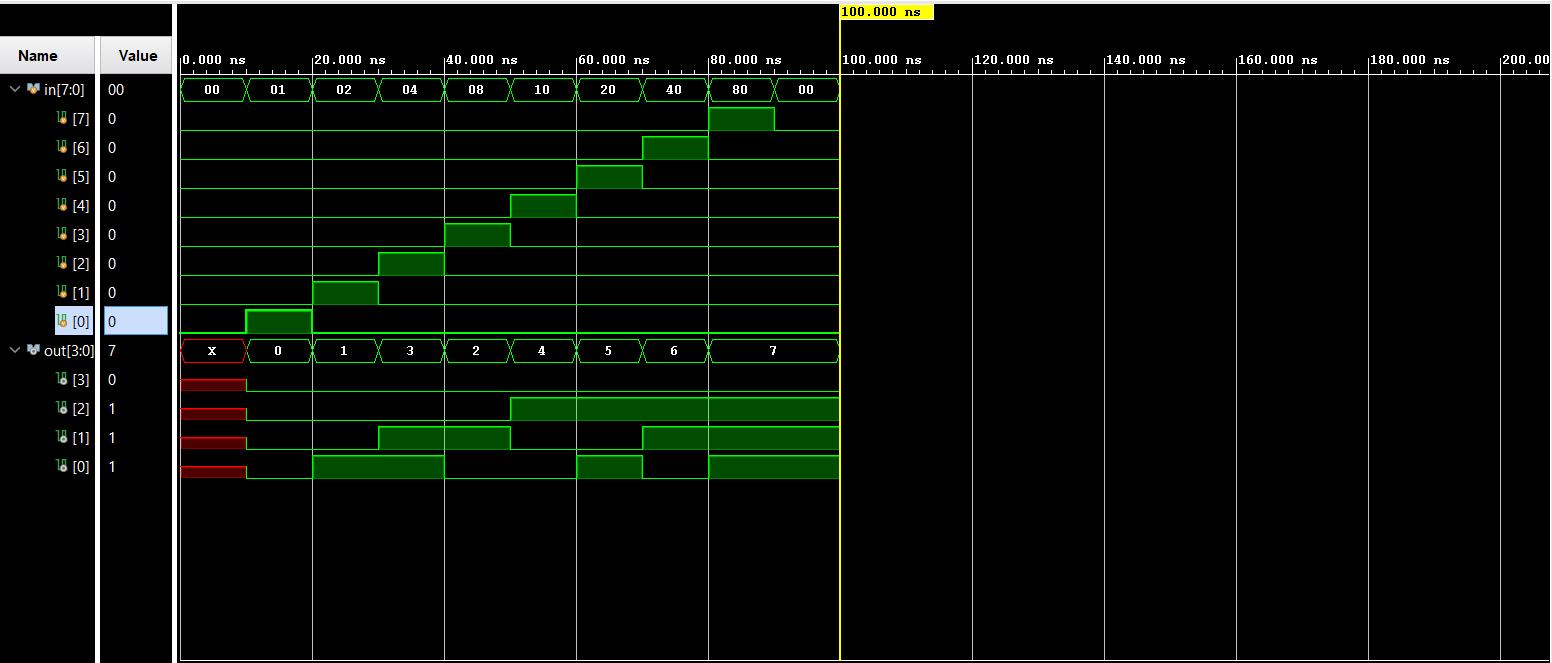 100.000 ns
Name Value
0.000 ns 20.000 ns 40.000 ns 60.000 ns 80.000 ns 100.000 ns 120.000 ns 140.000 ns 160.000 ns 180.000 ns 200.00
in[7:0] 00 00 01 02 04 08 10 20 40 80 00
[7] 0
[6] 0
[5] 0
[4] 0
[3] 0
[2] 0
[1] 0
[0] 0
out[3:0] 7 X 0 1 3 2 4 5 6 7
[3] 0
[2] 1
[1] 1
[0] 1